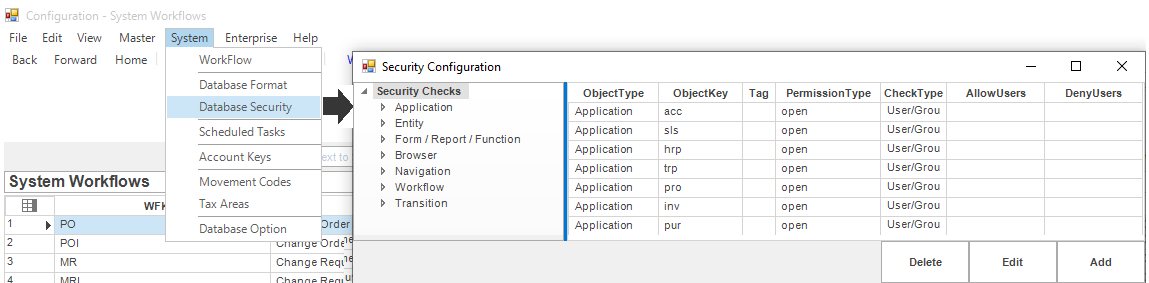 Configuration - System Workflows
File Edit View Master System Enterprise Help
Back Forward Home
WorkFlow
Database Format
Database Security
Scheduled Tasks
Account Keys
Movement Codes
Tax Areas
Database Option
System Workflows
1 PO Order
2 POI Change Orde
3 MR Change Requ
4 MRI Change Requ
Security Configuration
Security Checks
Application
Entity
Form / Report / Function
Browser
Navigation
Workflow
Transition
ObjectType ObjectKey Tag PermissionType CheckType AllowUsers DenyUsers
Application acc open User/Grou
Application sls open User/Grou
Application hrp open User/Grou
Application trp open User/Grou
Application pro open User/Grou
Application inv open User/Grou
Application pur open User/Grou
Delete Edit Add